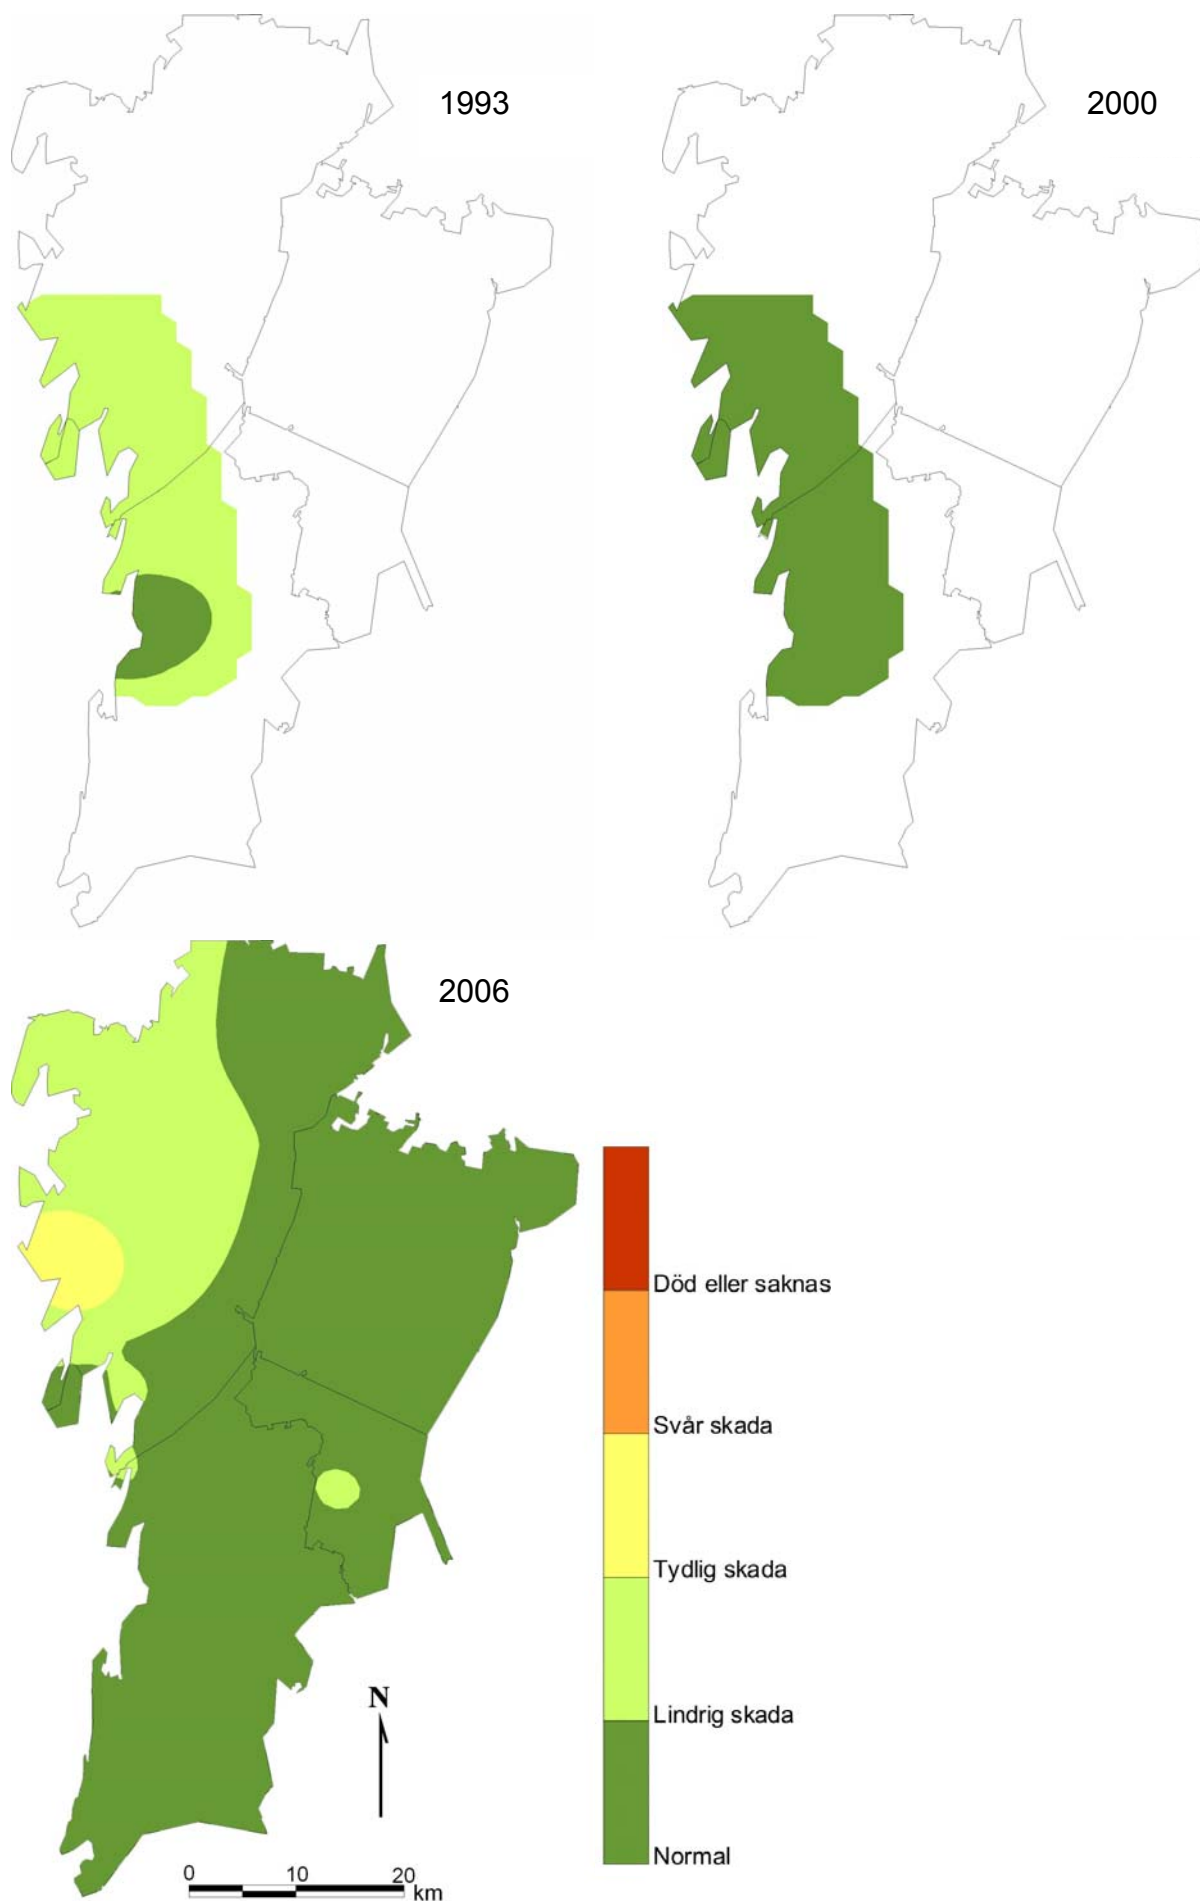 1993
2000
2006
Död eller saknas
Svår skada
Tydlig skada
Lindrig skada
Normal
N
0 10 20
km